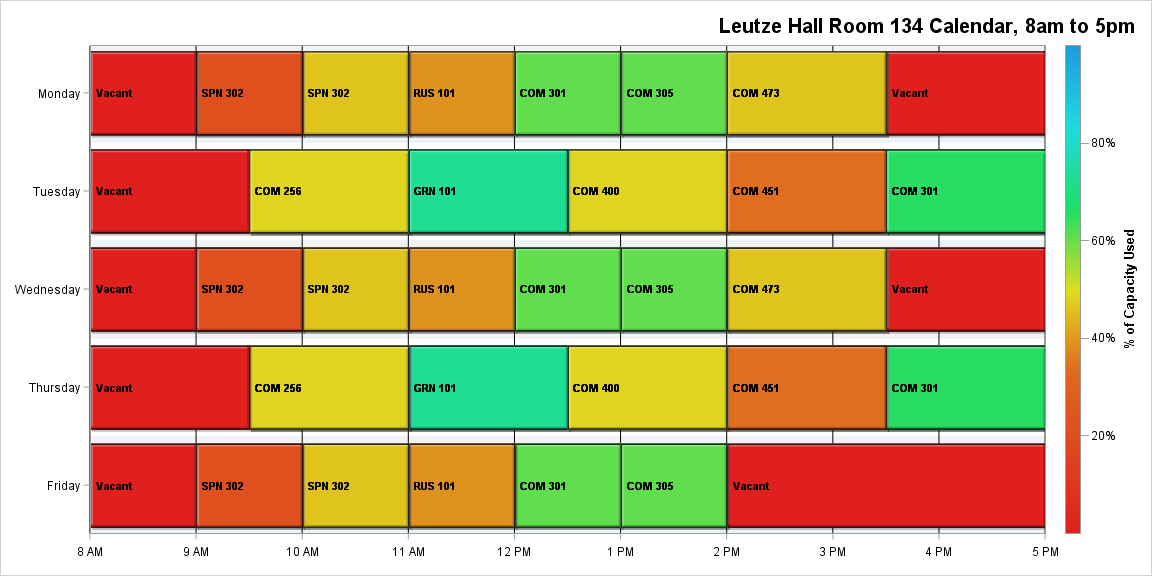 Leutze Hall Room 134 Calendar, 8am to 5pm
Monday
Vacant
SPN 302
SPN 302
RUS 101
COM 301
COM 305
COM 473
Vacant
Tuesday
Vacant
COM 256
GRN 101
COM 400
COM 451
COM 301
Wednesday
Vacant
SPN 302
SPN 302
RUS 101
COM 301
COM 305
COM 473
Vacant
Thursday
Vacant
COM 256
GRN 101
COM 400
COM 451
COM 301
Friday
Vacant
SPN 302
SPN 302
RUS 101
COM 301
COM 305
Vacant
8 AM
9 AM
10 AM
11 AM
12 PM
1 PM
2 PM
3 PM
4 PM
5 PM
80%
60%
40%
20%
% of Capacity Used